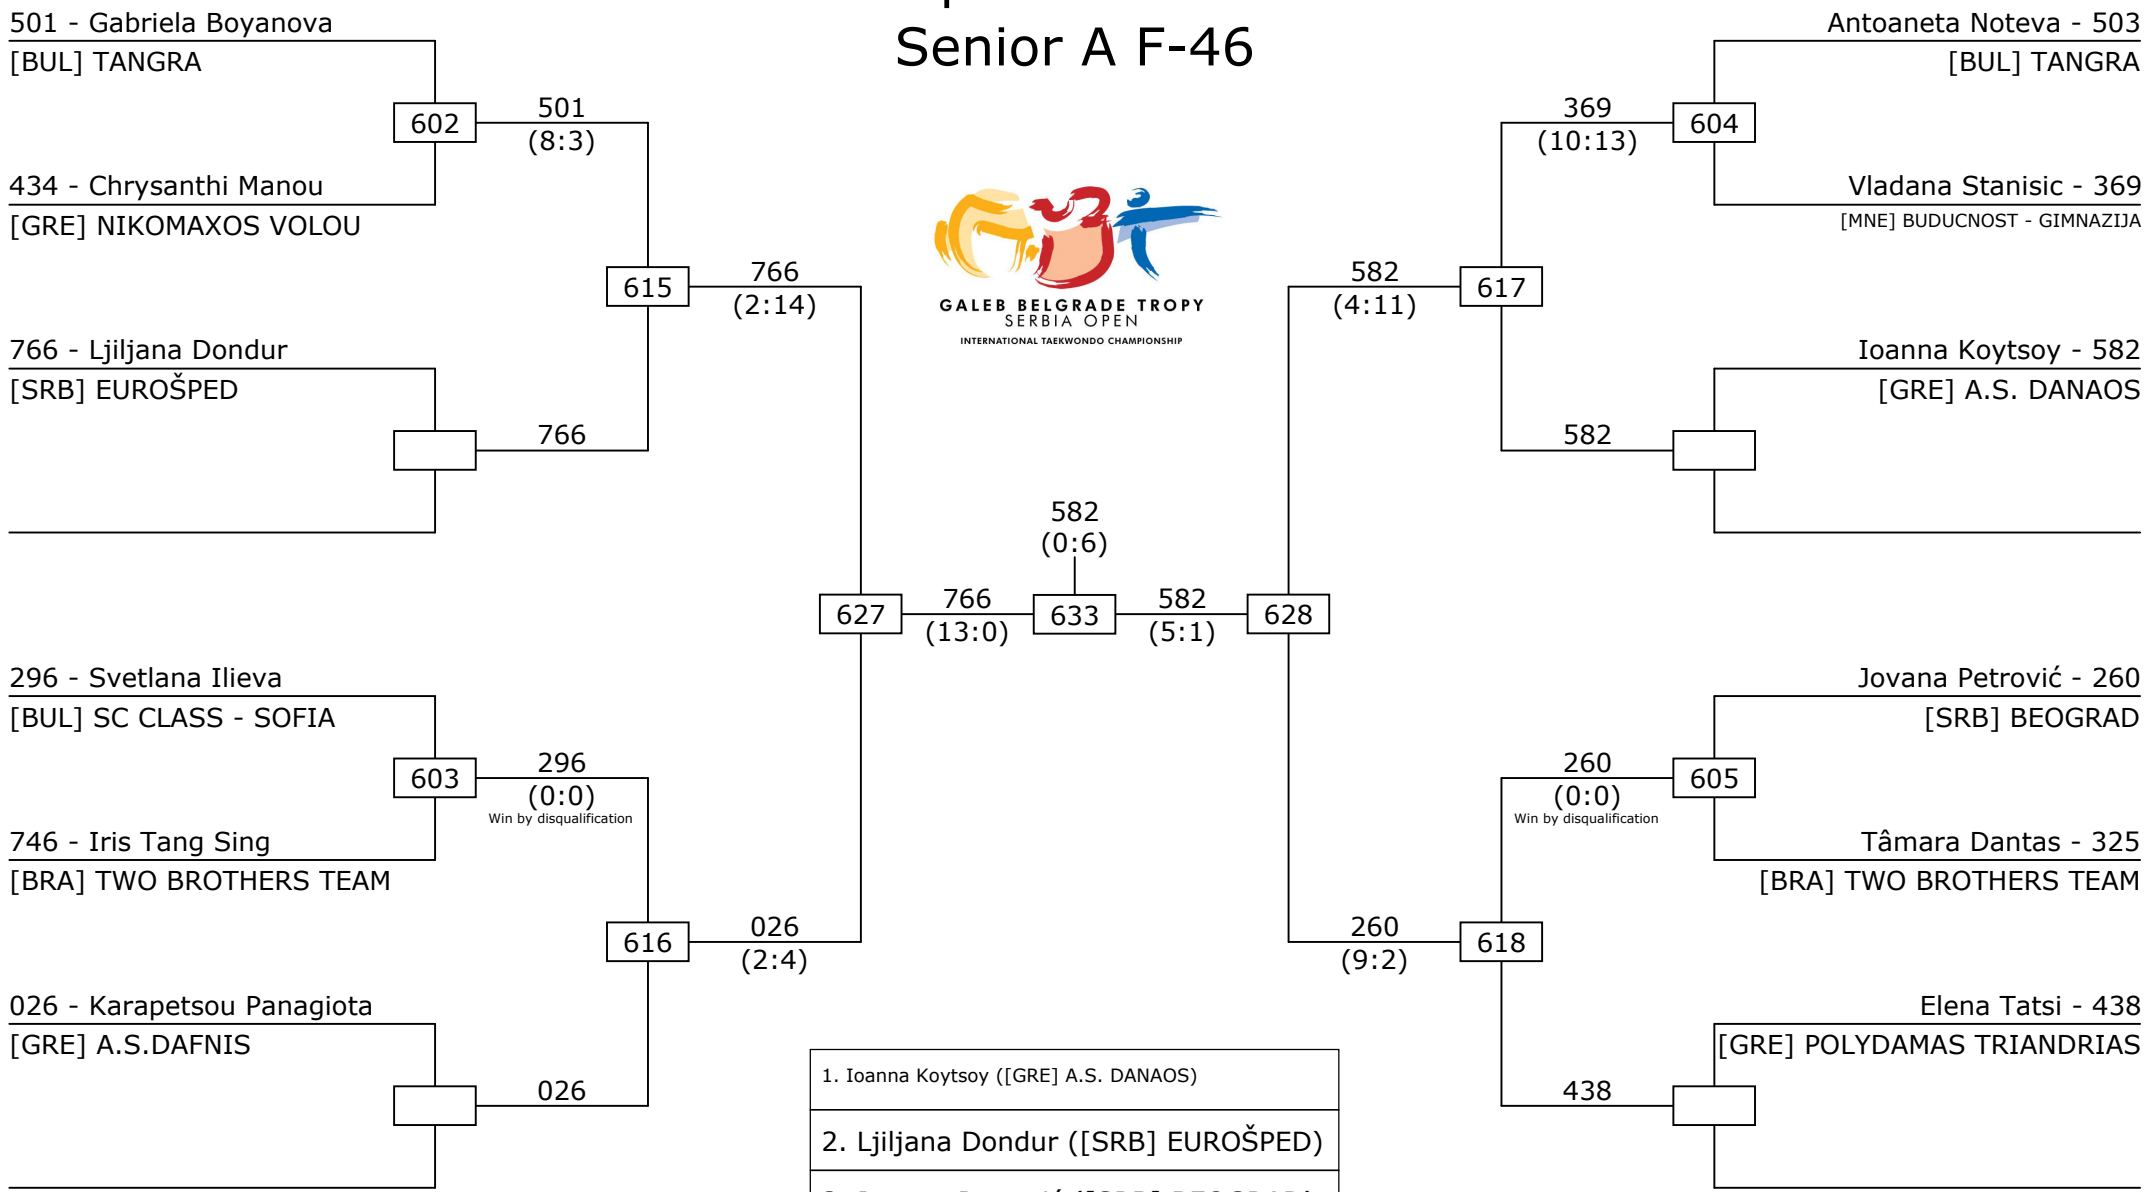 Senior A F-46
501 - Gabriela Boyanova
[BUL] TANGRA
602
501
(8:3)
434 - Chrysanthi Manou
[GRE] NIKOMAXOS VOLOU
615
766
(2:14)
766 - Ljiljana Dondur
[SRB] EUROŠPED
766
296 - Svetlana Ilieva
[BUL] SC CLASS - SOFIA
603
296
(0:0)
Win by disqualification
746 - Iris Tang Sing
[BRA] TWO BROTHERS TEAM
616
026
(2:4)
026 - Karapetsou Panagiota
[GRE] A.S.DAFNIS
026
GALEB BELGRADE TROPY
SERBIA OPEN
INTERNATIONAL TAEKWONDO CHAMPIONSHIP
582
(0:6)
627
766
(13:0)
633
582
(5:1)
628
Antoaneta Noteva - 503
[BUL] TANGRA
369
(10:13)
604
Vladana Stanisic - 369
[MNE] BUDUCNOST - GIMNAZIJA
582
(4:11)
617
Ioanna Koytsoy - 582
[GRE] A.S. DANAOS
582
Jovana Petrović - 260
[SRB] BEOGRAD
260
(0:0)
Win by disqualification
605
Tâmara Dantas - 325
[BRA] TWO BROTHERS TEAM
260
(9:2)
618
Elena Tatsi - 438
[GRE] POLYDAMAS TRIANDRIAS
438
1. Ioanna Koytsoy ([GRE] A.S. DANAOS)
2. Ljiljana Dondur ([SRB] EUROŠPED)